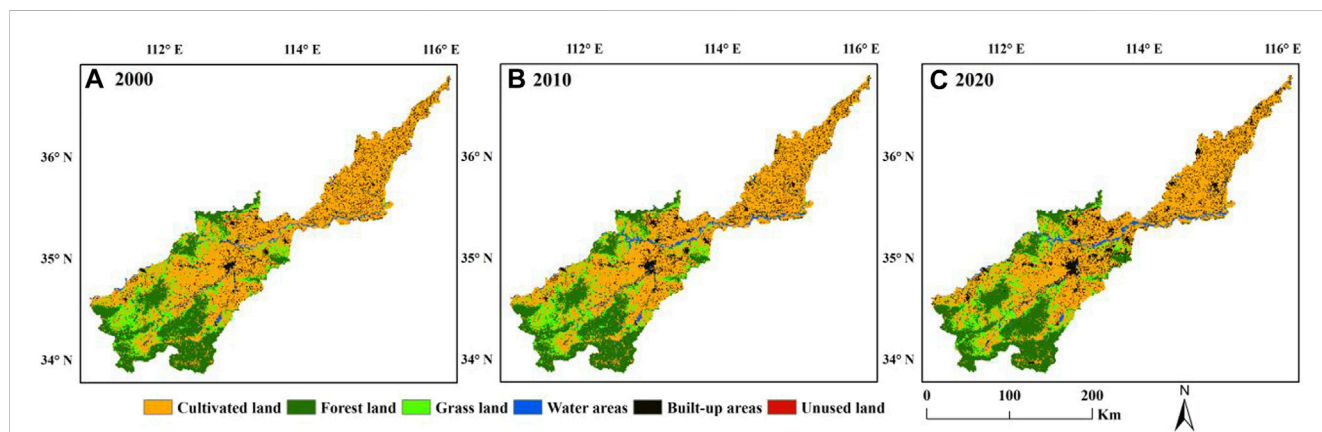 112° E 114° E 116° E 112° E 114° E 116° E 112° E 114° E 116° E
A 2000 B 2010 C 2020
36° N 36° N 36° N
35° N 35° N 35° N
34° N 34° N 34° N
Cultivated land Forest land Grass land Water areas Built-up areas Unused land
0 100 200
Km
N